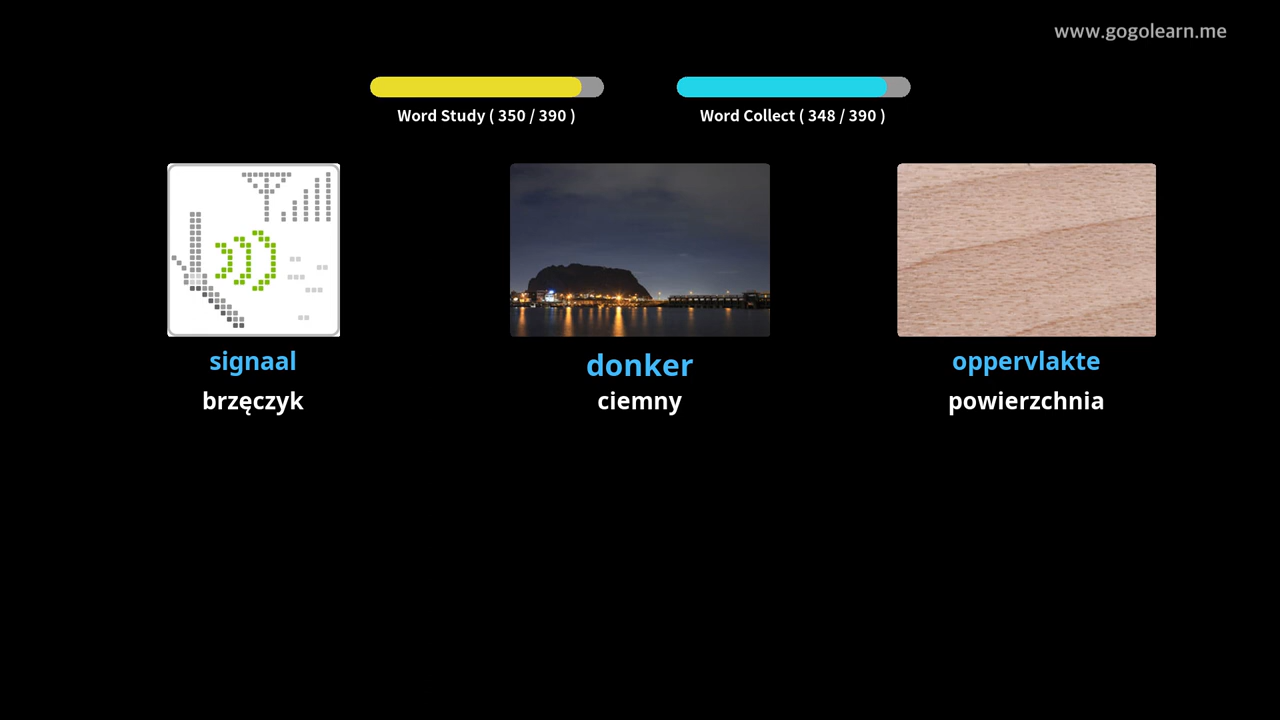 www.gogolearn.me
Word Study ( 350 / 390 )
Word Collect ( 348 / 390 )
signaal
brzęczyk
donker
ciemny
oppervlakte
powierzchnia